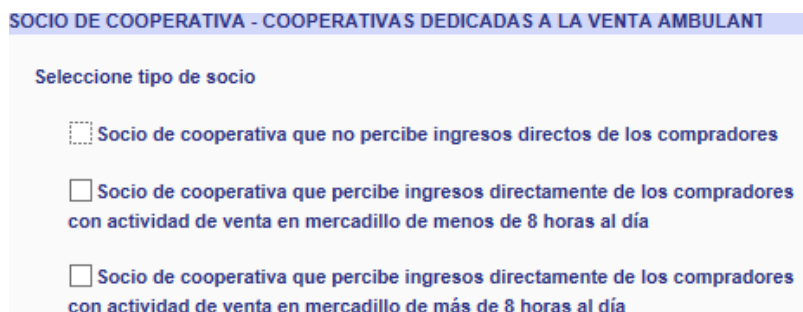 SOCIO DE COOPERATIVA - COOPERATIVAS DEDICADAS A LA VENTA AMBULANT
Seleccione tipo de socio
Socio de cooperativa que no percibe ingresos directos de los compradores
Socio de cooperativa que percibe ingresos directamente de los compradores
con actividad de venta en mercadillo de menos de 8 horas al día
Socio de cooperativa que percibe ingresos directamente de los compradores
con actividad de venta en mercadillo de más de 8 horas al día